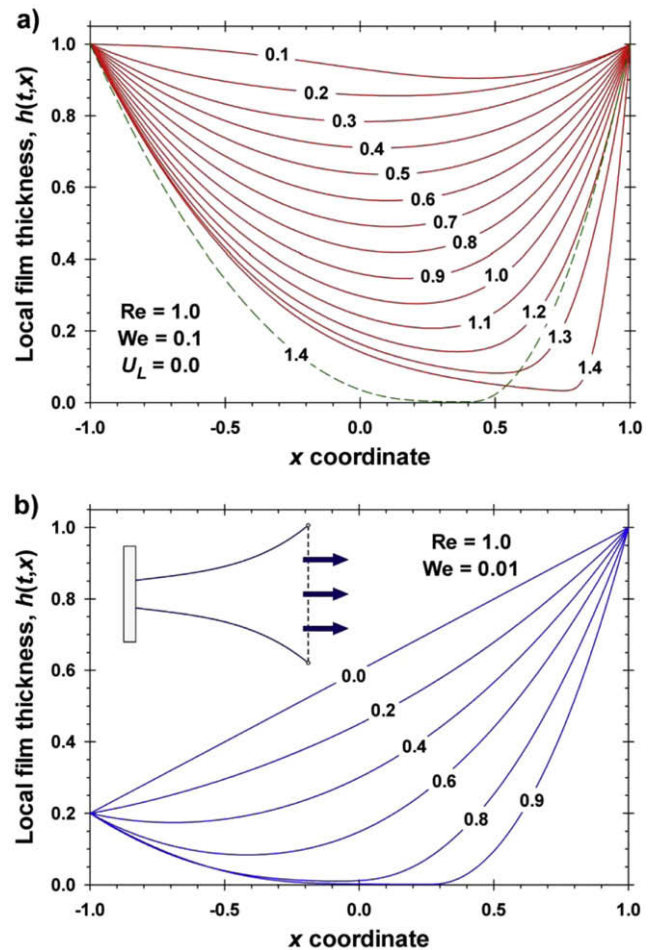 a)
1.0
0.8
0.6
0.4
0.2
0.0
Local film thickness, h(t,x)
0.1
0.2
0.3
0.4
0.5
0.6
0.7
0.8
0.9
1.0
1.1
1.2
1.3
1.4
1.4
Re = 1.0
We = 0.1
U_L = 0.0
-1.0 -0.5 0.0 0.5 1.0
x coordinate
b)
1.0
0.8
0.6
0.4
0.2
0.0
Local film thickness, h(t,x)
Re = 1.0
We = 0.01
0.0
0.2
0.4
0.6
0.8
0.9
-1.0 -0.5 0.0 0.5 1.0
x coordinate